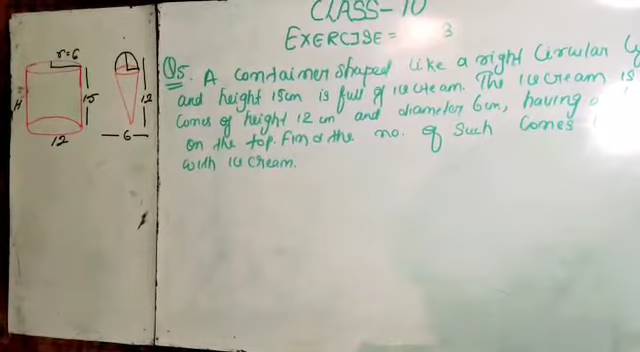 CLASS-10
EXERCISE= 3
r=6
H
15
12
12
6
Q5. A container shaped like a right circular
and height 15cm is full of ice cream. The ice cream is
cones of height 12 cm and diameter 6cm, having a
on the top. Find the no. of such cones
with ice cream.